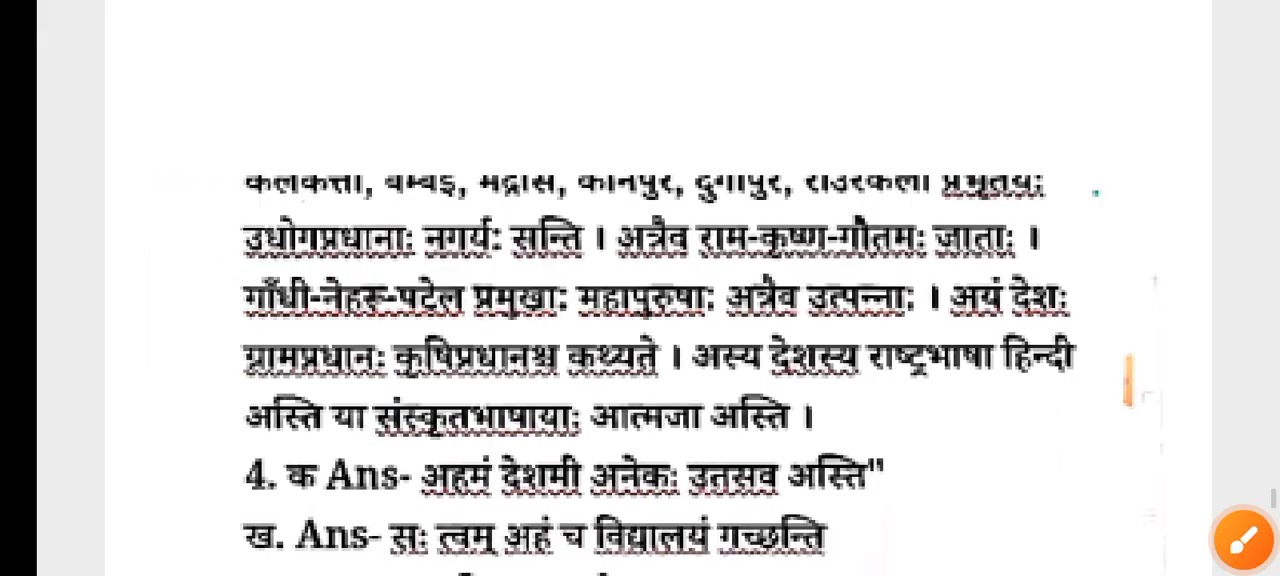 कलकत्ता, बम्बई, मद्रास, कानपुर, दुर्गापुर, राउरकेला प्रभृतयः
उधोगप्रधानाः नगर्यः सन्ति । अत्रैव राम-कृष्ण-गौतमः जाताः ।
गाँधी-नेहरू-पटेल प्रमुखाः महापुरुषाः अत्रैव उत्पन्नाः । अयं देशः
ग्रामप्रधानः कृषिप्रधानश्च कथ्यते । अस्य देशस्य राष्ट्रभाषा हिन्दी
अस्ति या संस्कृतभाषायाः आत्मजा अस्ति ।
4. क Ans- अहमं देशमी अनेकः उतसव अस्ति"
ख. Ans- सः त्वम् अहं च विद्यालयं गच्छन्ति